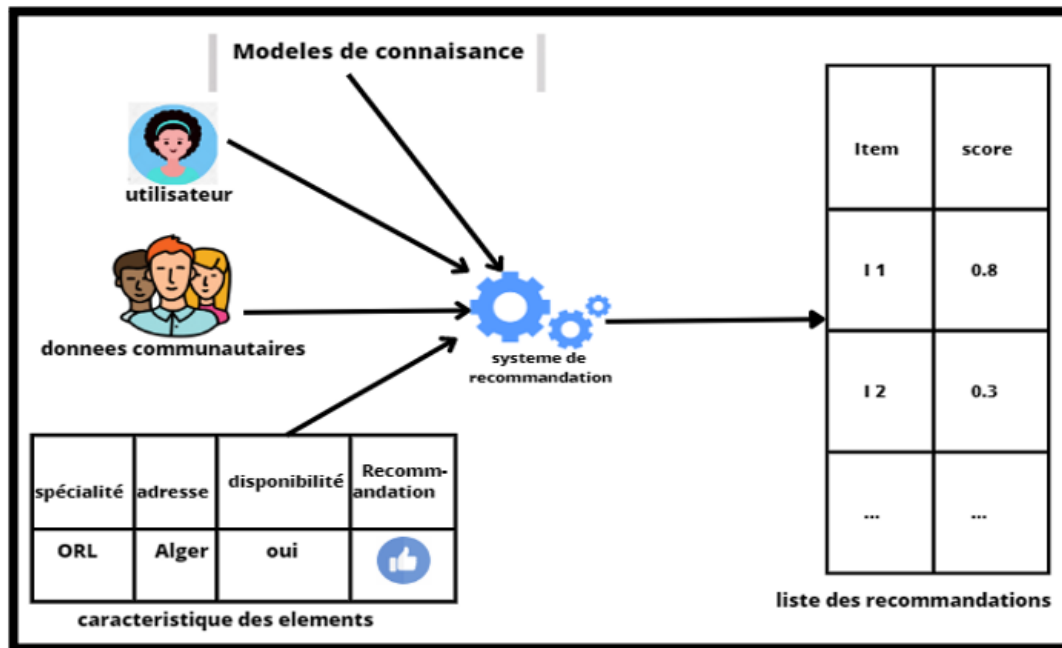 Modeles de connaisance
utilisateur
donnees communautaires
systeme de
recommandation
spécialité adresse disponibilité Recomm-
andation
ORL Alger oui
caracteristique des elements
Item score
I 1 0.8
I 2 0.3
... ...
liste des recommandations